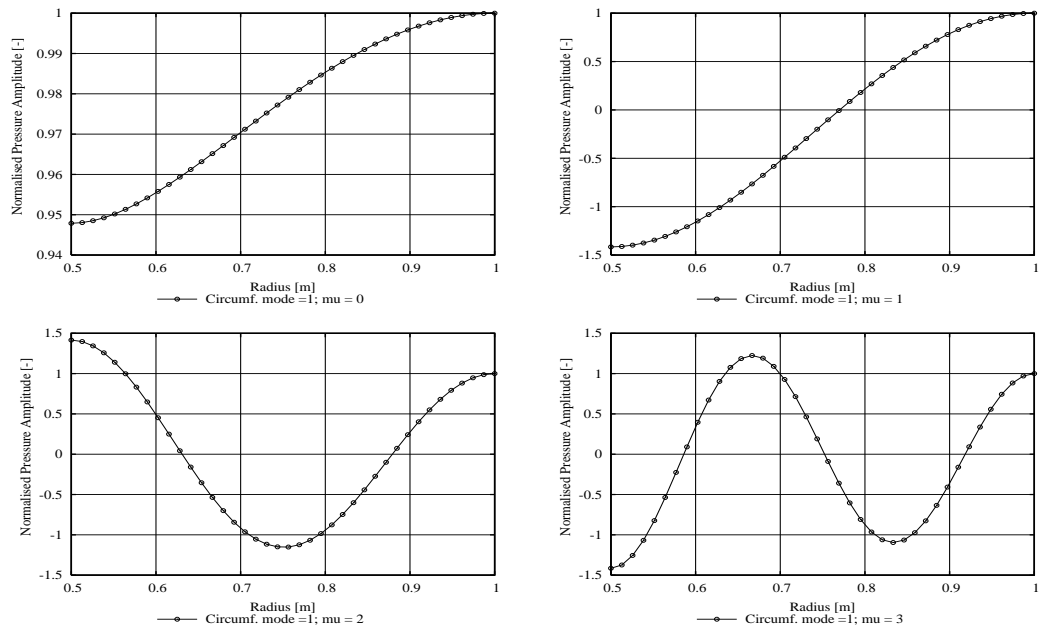 Normalised Pressure Amplitude [-]
1
0.99
0.98
0.97
0.96
0.95
0.94
0.5 0.6 0.7 0.8 0.9 1
Radius [m]
Circumf. mode =1; mu = 0
Normalised Pressure Amplitude [-]
1
0.5
0
-0.5
-1
-1.5
0.5 0.6 0.7 0.8 0.9 1
Radius [m]
Circumf. mode =1; mu = 1
Normalised Pressure Amplitude [-]
1.5
1
0.5
0
-0.5
-1
-1.5
0.5 0.6 0.7 0.8 0.9 1
Radius [m]
Circumf. mode =1; mu = 2
Normalised Pressure Amplitude [-]
1.5
1
0.5
0
-0.5
-1
-1.5
0.5 0.6 0.7 0.8 0.9 1
Radius [m]
Circumf. mode =1; mu = 3